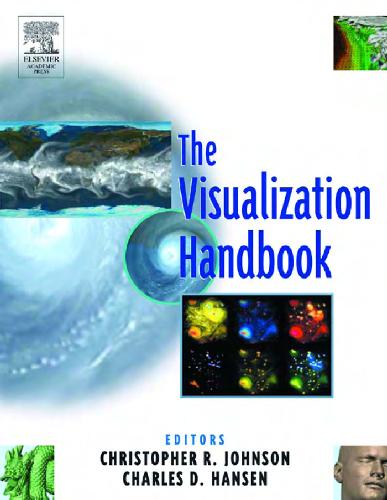 ELSEVIER
ACADEMIC
PRESS
The
Visualization
Handbook
EDITORS
CHRISTOPHER R. JOHNSON
CHARLES D. HANSEN